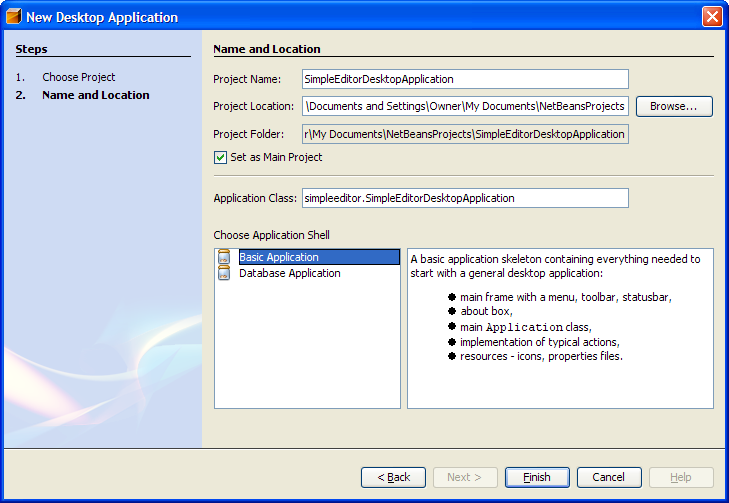 New Desktop Application
Steps
1. Choose Project
2. Name and Location
Name and Location
Project Name: SimpleEditorDesktopApplication
Project Location: \Documents and Settings\Owner\My Documents\NetBeansProjects Browse...
Project Folder: r\My Documents\NetBeansProjects\SimpleEditorDesktopApplication
Set as Main Project
Application Class: simpleeditor.SimpleEditorDesktopApplication
Choose Application Shell
Basic Application
Database Application
A basic application skeleton containing everything needed to
start with a general desktop application:
● main frame with a menu, toolbar, statusbar,
● about box,
● main Application class,
● implementation of typical actions,
● resources - icons, properties files.
< Back Next > Finish Cancel Help